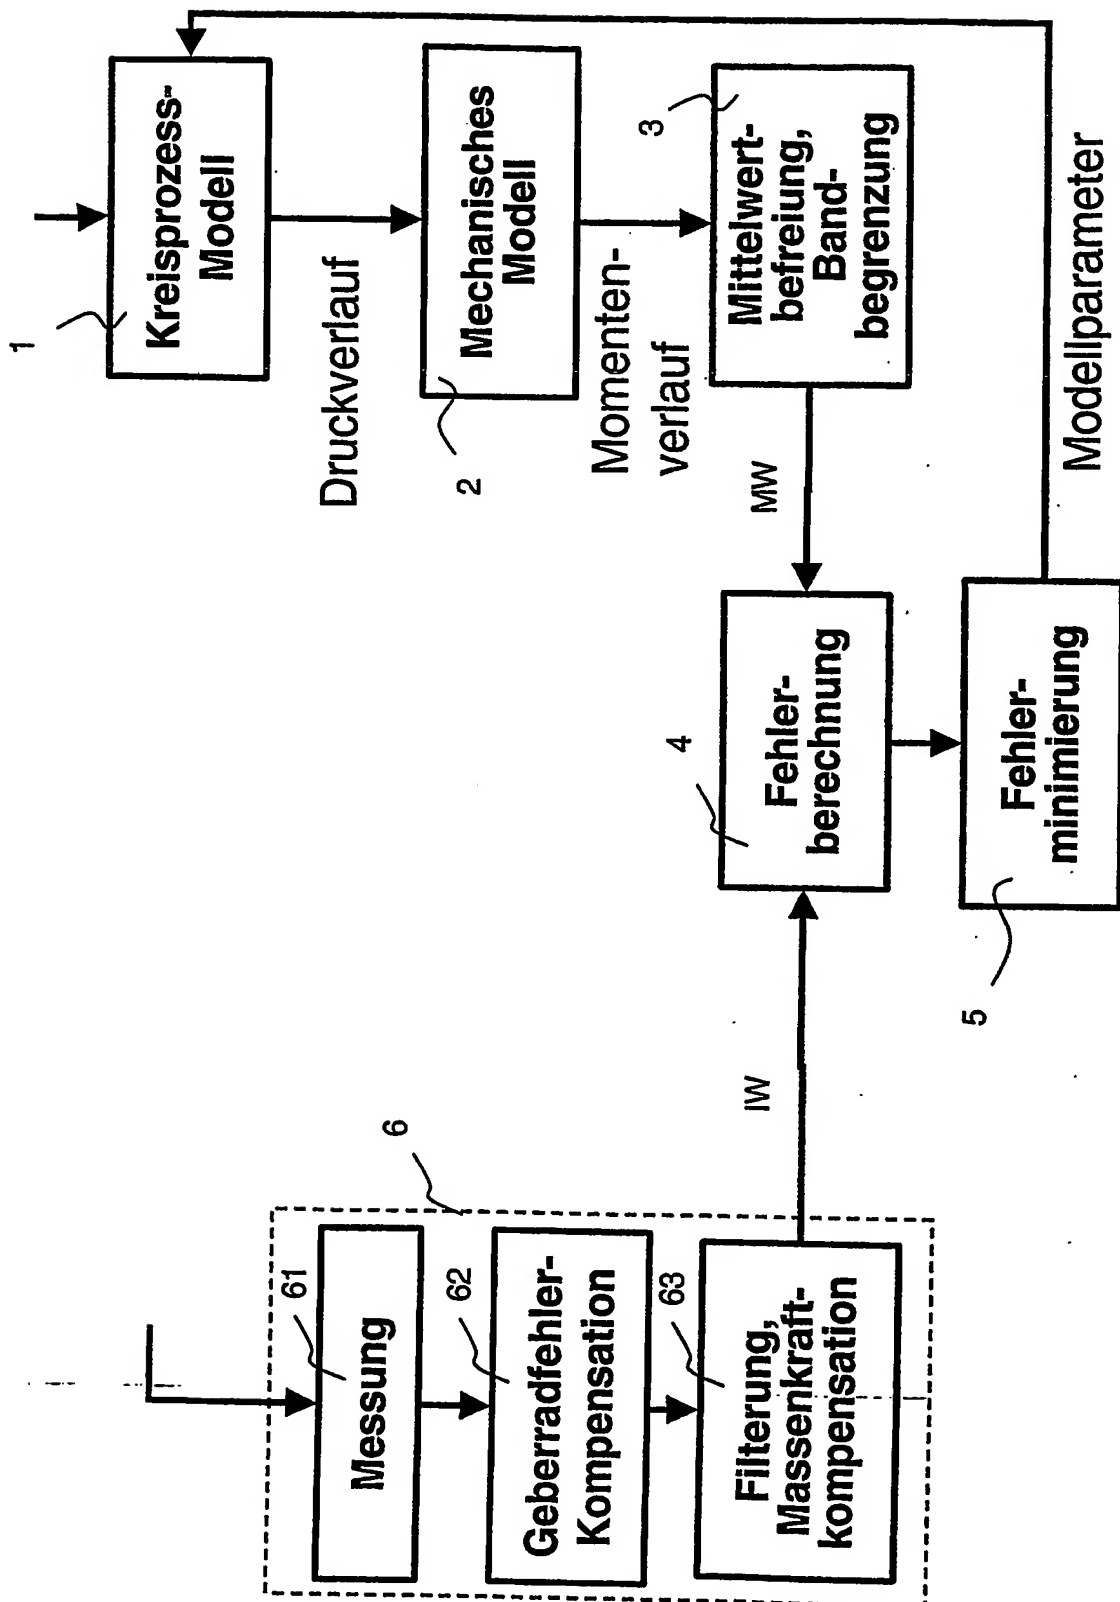 1
Kreisprozess-
Modell
Druckverlauf
2
Mechanisches
Modell
Momenten-
verlauf
3
Mittelwert-
befreiung,
Band-
begrenzung
MW
4
Fehler-
berechnung
IW
5
Fehler-
minimierung
Modellparameter
6
61
Messung
62
Geberradfehler-
Kompensation
63
Filterung,
Massenkraft-
kompensation